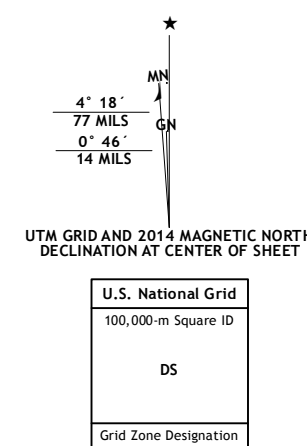 ★
MN
4° 18´
77 MILS
GN
0° 46´
14 MILS
UTM GRID AND 2014 MAGNETIC NORTH
DECLINATION AT CENTER OF SHEET
U.S. National Grid
100,000-m Square ID
DS
Grid Zone Designation